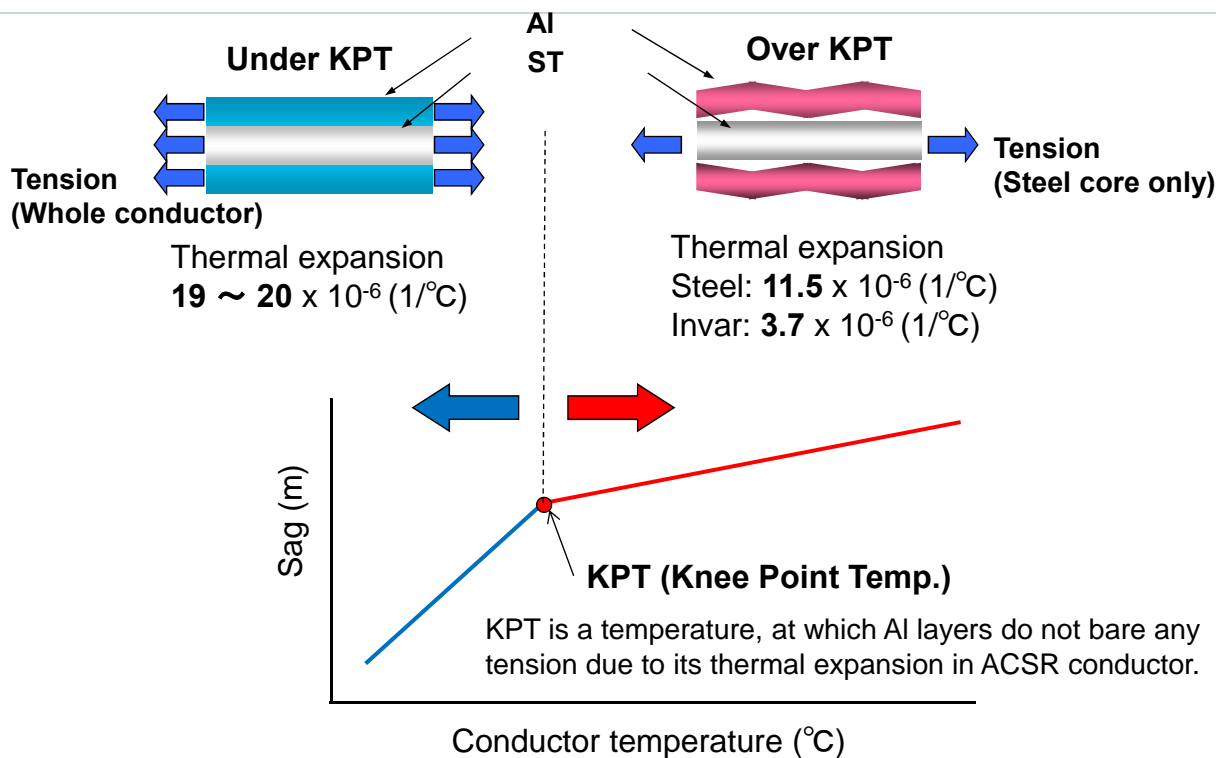 Al
ST
Under KPT
Over KPT
Tension
(Whole conductor)
Tension
(Steel core only)
Thermal expansion
19 ～ 20 x 10⁻⁶ (1/℃)
Thermal expansion
Steel: 11.5 x 10⁻⁶ (1/℃)
Invar: 3.7 x 10⁻⁶ (1/℃)
Sag (m)
KPT (Knee Point Temp.)
KPT is a temperature, at which Al layers do not bare any
tension due to its thermal expansion in ACSR conductor.
Conductor temperature (℃)